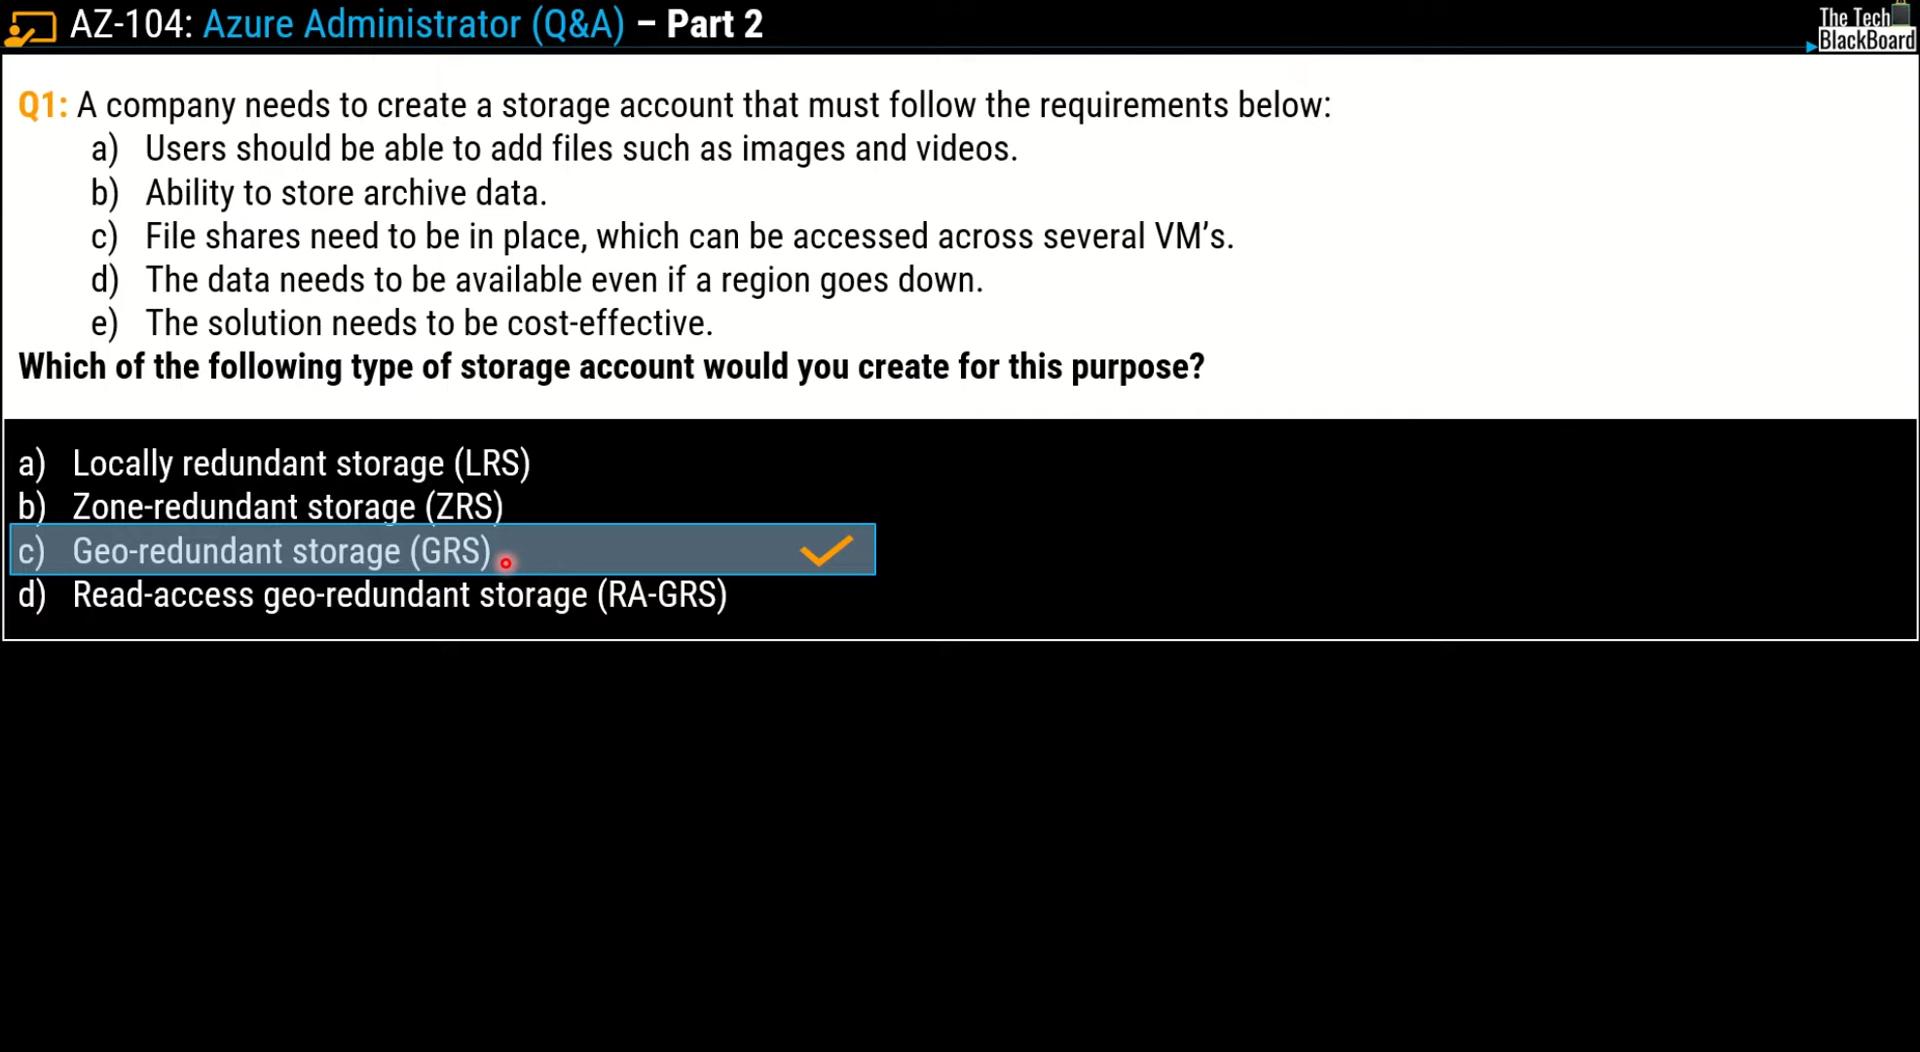 AZ-104: Azure Administrator (Q&A) – Part 2
The Tech
BlackBoard
Q1: A company needs to create a storage account that must follow the requirements below:
a) Users should be able to add files such as images and videos.
b) Ability to store archive data.
c) File shares need to be in place, which can be accessed across several VM’s.
d) The data needs to be available even if a region goes down.
e) The solution needs to be cost-effective.
Which of the following type of storage account would you create for this purpose?
a) Locally redundant storage (LRS)
b) Zone-redundant storage (ZRS)
c) Geo-redundant storage (GRS)
d) Read-access geo-redundant storage (RA-GRS)